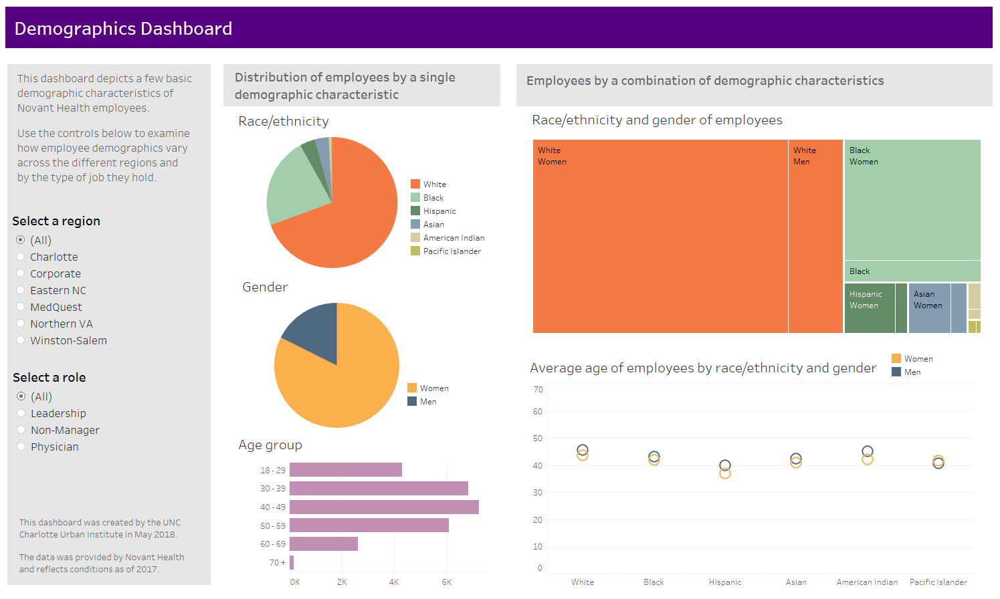 Demographics Dashboard
This dashboard depicts a few basic
demographic characteristics of
Novant Health employees.
Use the controls below to examine
how employee demographics vary
across the different regions and
by the type of job they hold.
Select a region
(All)
Charlotte
Corporate
Eastern NC
MedQuest
Northern VA
Winston-Salem
Select a role
(All)
Leadership
Non-Manager
Physician
This dashboard was created by the UNC
Charlotte Urban Institute in May 2018.
The data was provided by Novant Health
and reflects conditions as of 2017.
Distribution of employees by a single
demographic characteristic
Race/ethnicity
White
Black
Hispanic
Asian
American Indian
Pacific Islander
Gender
Women
Men
Age group
18 - 29
30 - 39
40 - 49
50 - 59
60 - 69
70 +
0K 2K 4K 6K
Employees by a combination of demographic characteristics
Race/ethnicity and gender of employees
White
Women
White
Men
Black
Women
Black
Hispanic
Women
Asian
Women
Average age of employees by race/ethnicity and gender
Women
Men
70
60
50
40
30
20
10
0
White Black Hispanic Asian American Indian Pacific Islander